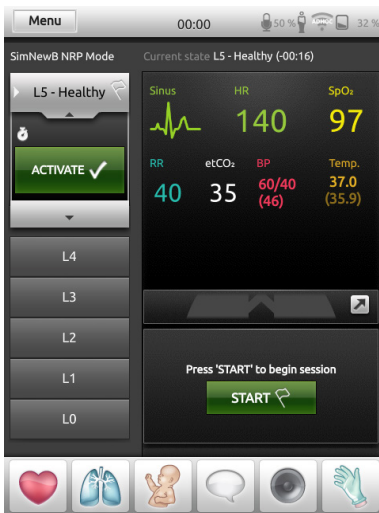 Menu
00:00
50 %
32 %
SimNewB NRP Mode
Current state L5 - Healthy (-00:16)
L5 - Healthy
ACTIVATE
L4
L3
L2
L1
L0
Sinus
HR
140
SpO₂
97
RR
40
etCO₂
35
BP
60/40
(46)
Temp.
37.0
(35.9)
Press 'START' to begin session
START